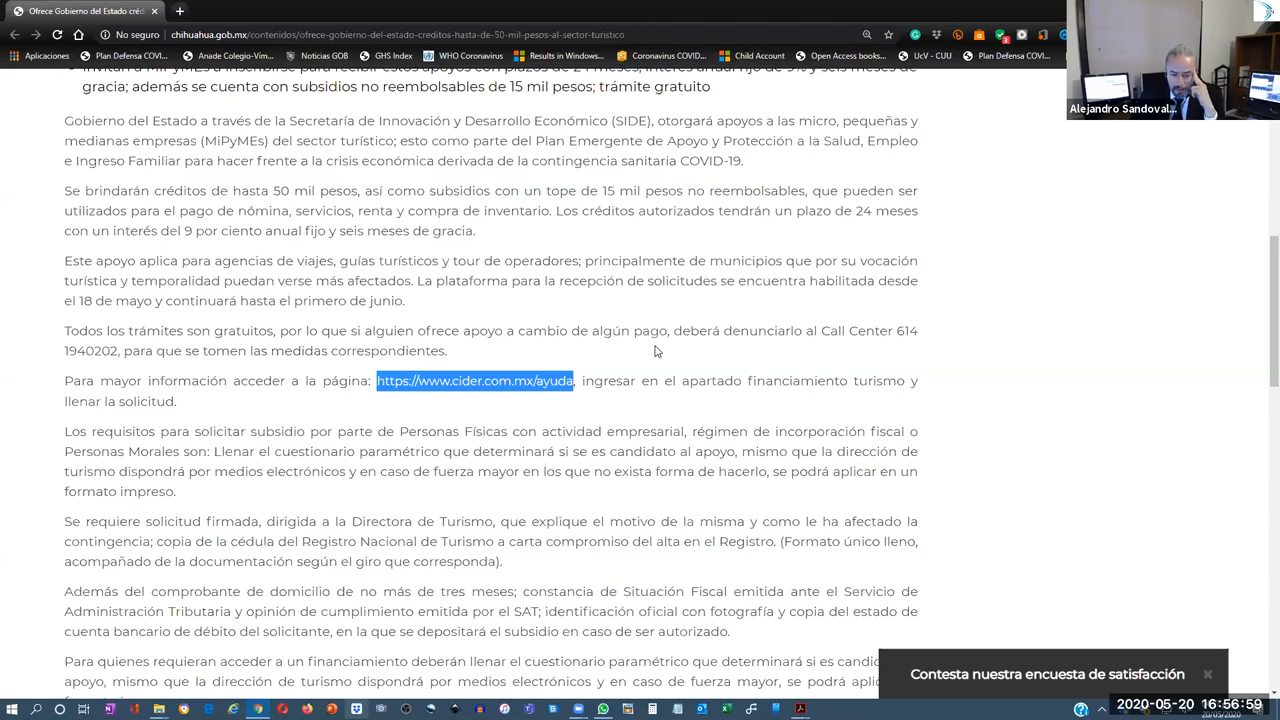 Ofrece Gobierno del Estado créd
No seguro
chihuahua.gob.mx/contenidos/ofrece-gobierno-del-estado-creditos-hasta-de-50-mil-pesos-al-sector-turstico
Aplicaciones
Plan Defensa COVI...
Anade Colegio-Vim...
Personas GOB
GHS Index
WHO Coronavirus
Results in Windows...
Coronavirus COVID...
Child Account
Open Access books...
UcV - CUU
Plan Defensa COVI...
Alejandro Sandoval...
gracia; además se cuenta con subsidios no reembolsables de 15 mil pesos; trámite gratuito
Gobierno del Estado a través de la Secretaría de Innovación y Desarrollo Económico (SIDE), otorgará apoyos a las micro, pequeñas y
medianas empresas (MiPyMEs) del sector turístico; esto como parte del Plan Emergente de Apoyo y Protección a la Salud, Empleo
e Ingreso Familiar para hacer frente a la crisis económica derivada de la contingencia sanitaria COVID-19.
Se brindarán créditos de hasta 50 mil pesos, así como subsidios con un tope de 15 mil pesos no reembolsables, que pueden ser
utilizados para el pago de nómina, servicios, renta y compra de inventario. Los créditos autorizados tendrán un plazo de 24 meses
con un interés del 9 por ciento anual fijo y seis meses de gracia.
Este apoyo aplica para agencias de viajes, guías turísticos y tour de operadores; principalmente de municipios que por su vocación
turística y temporalidad puedan verse más afectados. La plataforma para la recepción de solicitudes se encuentra habilitada desde
el 18 de mayo y continuará hasta el primero de junio.
Todos los trámites son gratuitos, por lo que si alguien ofrece apoyo a cambio de algún pago, deberá denunciarlo al Call Center 614
1940202, para que se tomen las medidas correspondientes.
Para mayor información acceder a la página: https://www.cider.com.mx/ayuda, ingresar en el apartado financiamiento turismo y
llenar la solicitud.
Los requisitos para solicitar subsidio por parte de Personas Físicas con actividad empresarial, régimen de incorporación fiscal o
Personas Morales son: Llenar el cuestionario paramétrico que determinará si se es candidato al apoyo, mismo que la dirección de
turismo dispondrá por medios electrónicos y en caso de fuerza mayor en los que no exista forma de hacerlo, se podrá aplicar en un
formato impreso.
Se requiere solicitud firmada, dirigida a la Directora de Turismo, que explique el motivo de la misma y como le ha afectado la
contingencia; copia de la cédula del Registro Nacional de Turismo a carta compromiso del alta en el Registro. (Formato único lleno,
acompañado de la documentación según el giro que corresponda).
Además del comprobante de domicilio de no más de tres meses; constancia de Situación Fiscal emitida ante el Servicio de
Administración Tributaria y opinión de cumplimiento emitida por el SAT; identificación oficial con fotografía y copia del estado de
cuenta bancario de débito del solicitante, en la que se depositará el subsidio en caso de ser autorizado.
Para quienes requieran acceder a un financiamiento deberán llenar el cuestionario paramétrico que determinará si es
apoyo, mismo que la dirección de turismo dispondrá por medios electrónicos y en caso de fuerza mayor, se podrá
Contesta nuestra encuesta de satisfacción
2020-05-20 16:56:59